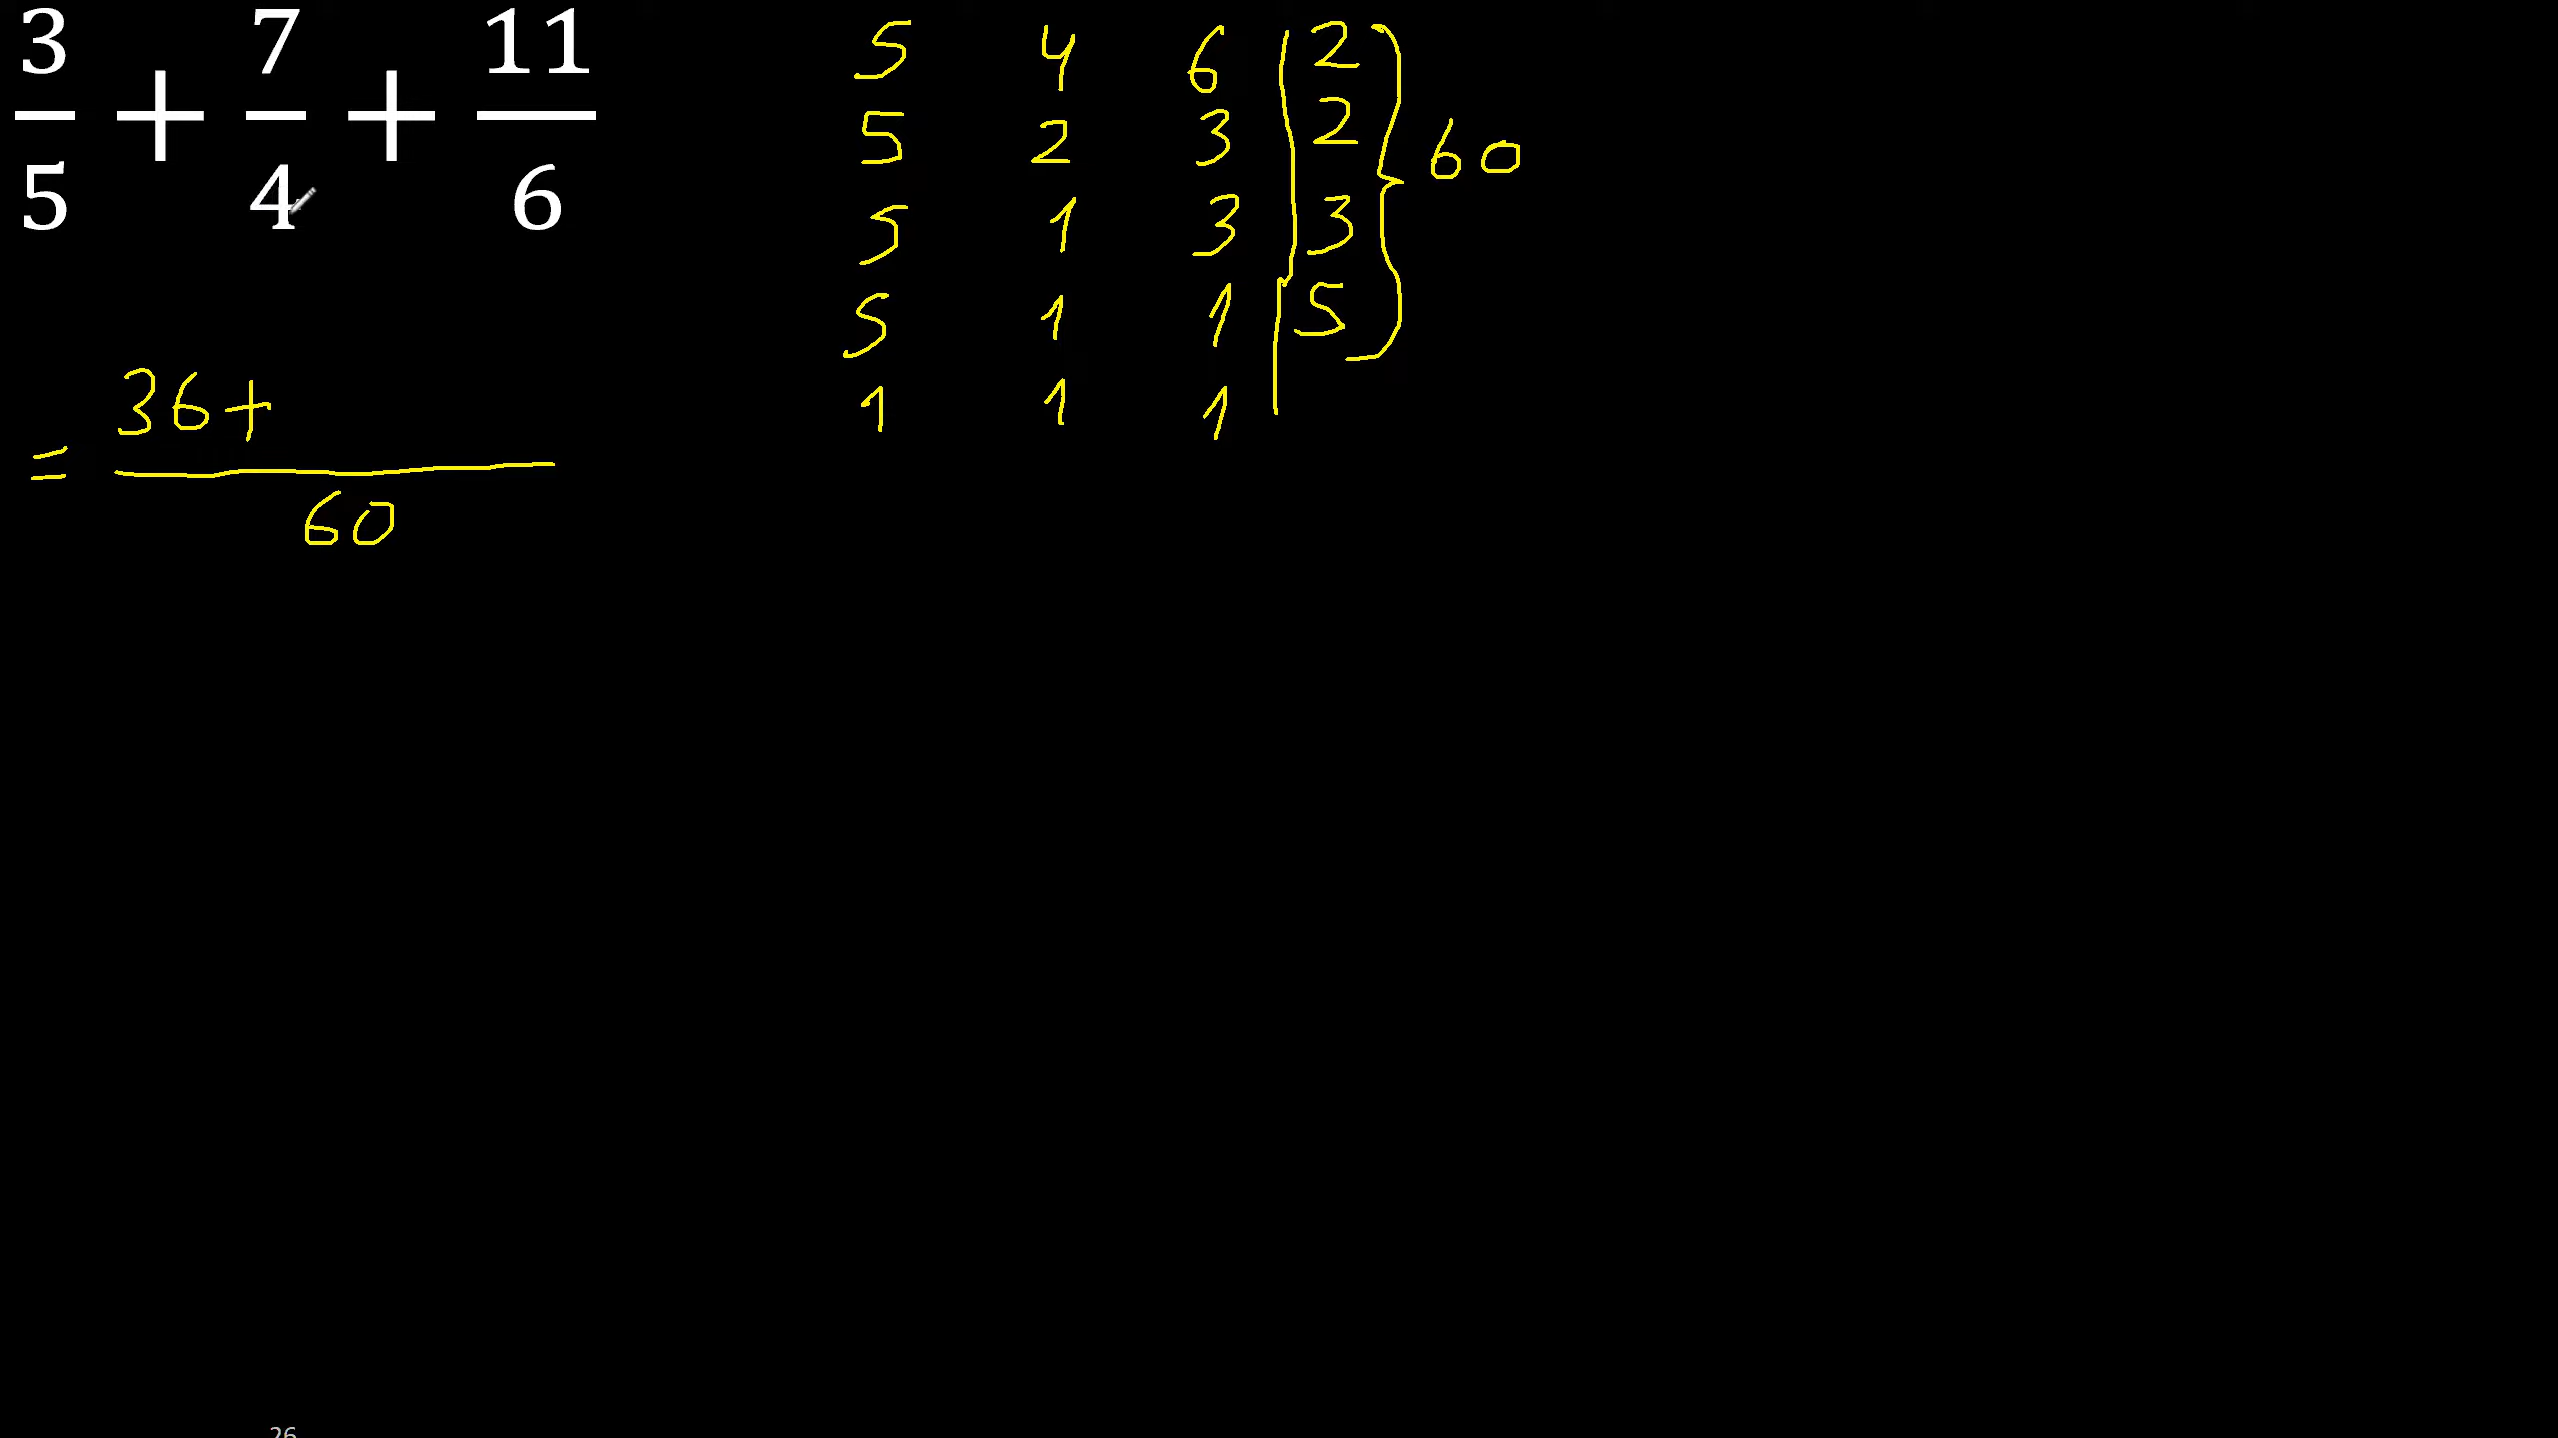 3/5 + 7/4 + 11/6
5 4 6 | 2
5 2 3 | 2
5 1 3 | 3
5 1 1 | 5
1 1 1 |
} 60
= 36+
60
26